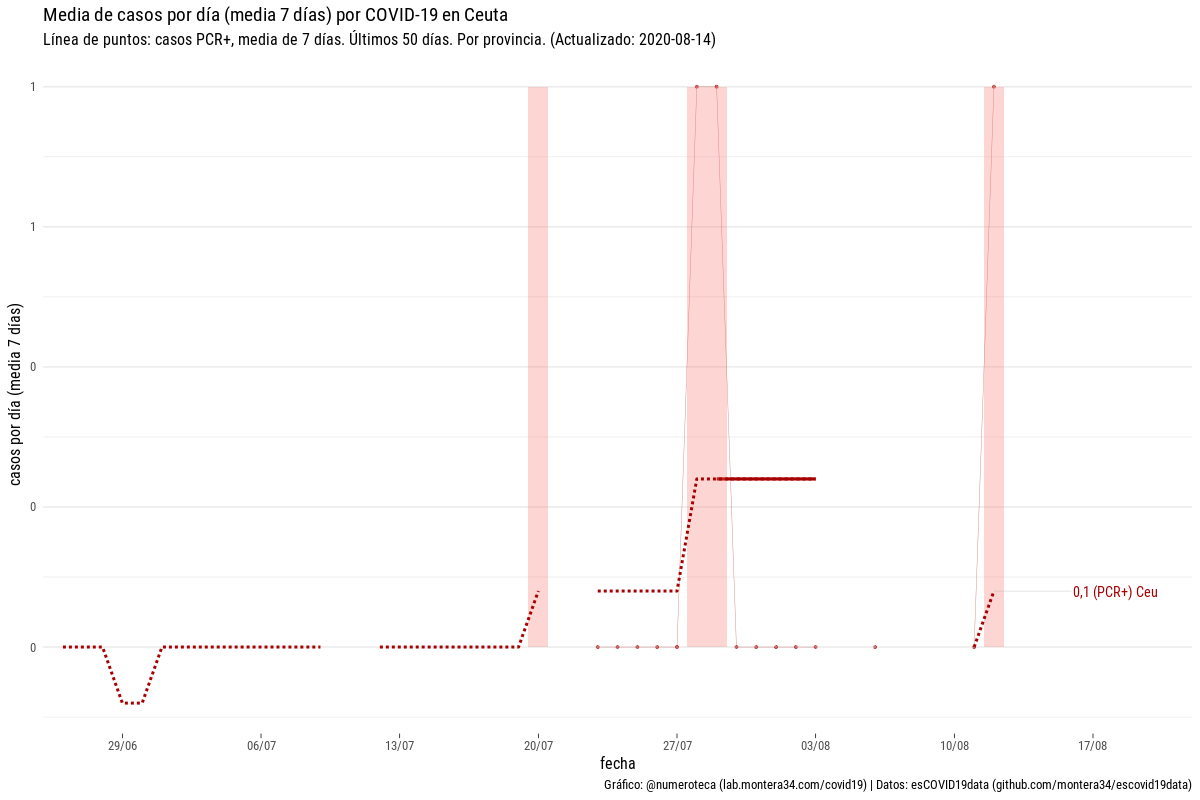 Media de casos por día (media 7 días) por COVID-19 en Ceuta
Línea de puntos: casos PCR+, media de 7 días. Últimos 50 días. Por provincia. (Actualizado: 2020-08-14)
casos por día (media 7 días)
1
1
0
0
0
0,1 (PCR+) Ceu
29/06
06/07
13/07
20/07
27/07
03/08
10/08
17/08
fecha
Gráfico: @numeroteca (lab.montera34.com/covid19) | Datos: esCOVID19data (github.com/montera34/escovid19data)